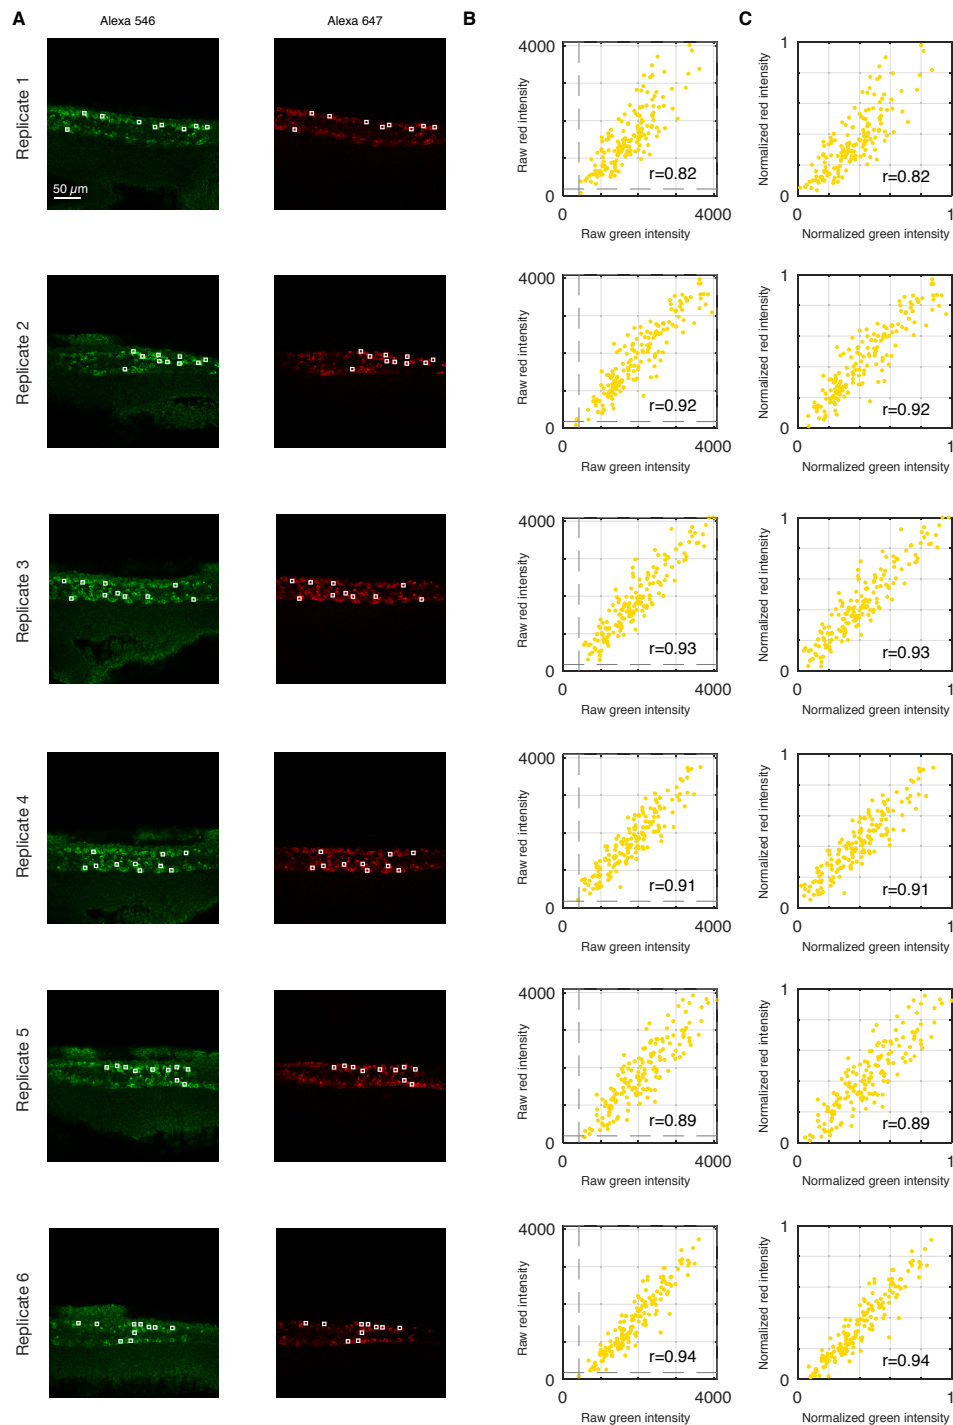 A
Alexa 546
Alexa 647
B
C
Replicate 1
50 µm
Raw red intensity
4000
0
r=0.82
0
4000
Raw green intensity
Normalized red intensity
1
0
r=0.82
0
1
Normalized green intensity
Replicate 2
Raw red intensity
4000
0
r=0.92
0
4000
Raw green intensity
Normalized red intensity
1
0
r=0.92
0
1
Normalized green intensity
Replicate 3
Raw red intensity
4000
0
r=0.93
0
4000
Raw green intensity
Normalized red intensity
1
0
r=0.93
0
1
Normalized green intensity
Replicate 4
Raw red intensity
4000
0
r=0.91
0
4000
Raw green intensity
Normalized red intensity
1
0
r=0.91
0
1
Normalized green intensity
Replicate 5
Raw red intensity
4000
0
r=0.89
0
4000
Raw green intensity
Normalized red intensity
1
0
r=0.89
0
1
Normalized green intensity
Replicate 6
Raw red intensity
4000
0
r=0.94
0
4000
Raw green intensity
Normalized red intensity
1
0
r=0.94
0
1
Normalized green intensity